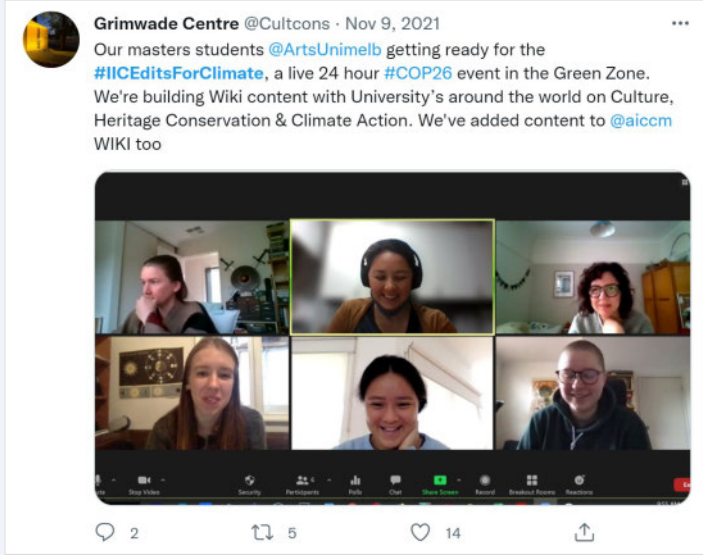 Grimwade Centre @Cultcons · Nov 9, 2021
Our masters students @ArtsUnimelb getting ready for the
#IICEditsForClimate, a live 24 hour #COP26 event in the Green Zone.
We're building Wiki content with University's around the world on Culture,
Heritage Conservation & Climate Action. We've added content to @aiccm
WIKI too
Stop Video Security Participants Polls Chat Share Screen Record Breakout Rooms Reactions
2 5 14